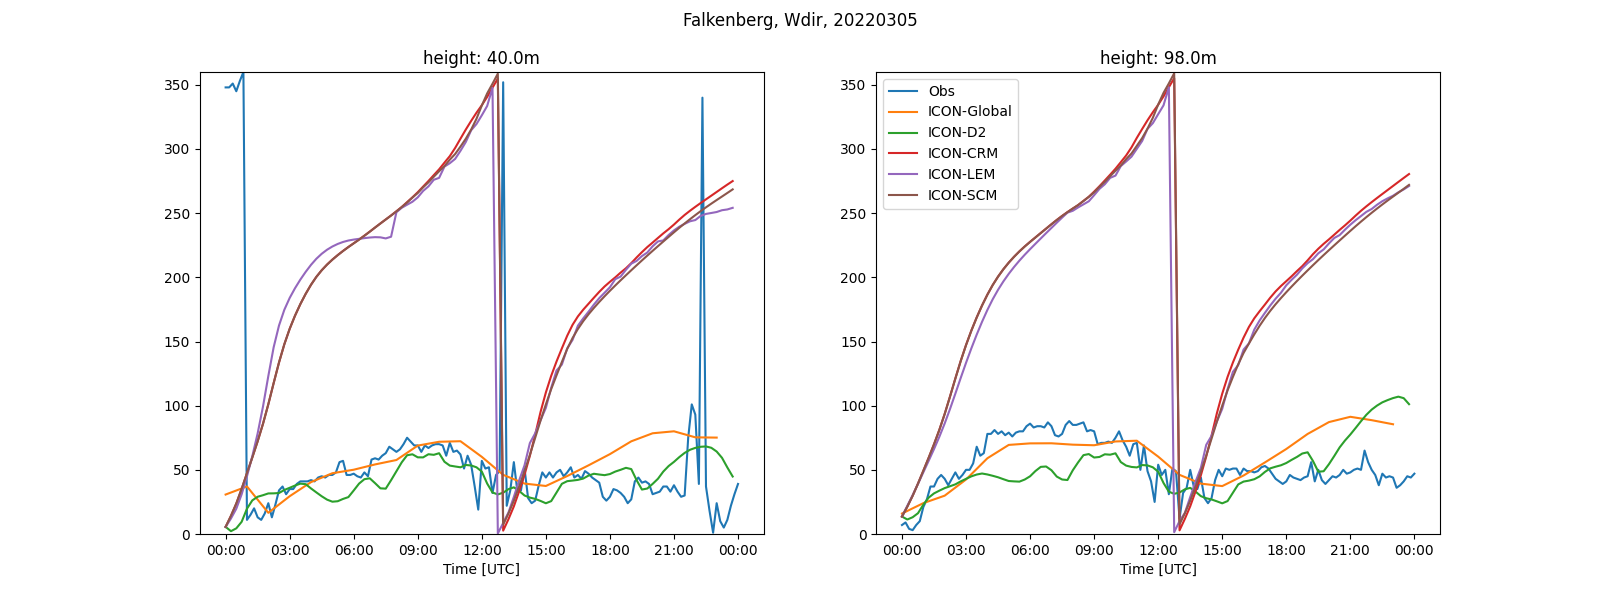 Falkenberg, Wdir, 20220305
height: 40.0m
350
300
250
200
150
100
50
0
00:00 03:00 06:00 09:00 12:00 15:00 18:00 21:00 00:00
Time [UTC]
height: 98.0m
Obs
ICON-Global
ICON-D2
ICON-CRM
ICON-LEM
ICON-SCM
350
300
250
200
150
100
50
0
00:00 03:00 06:00 09:00 12:00 15:00 18:00 21:00 00:00
Time [UTC]